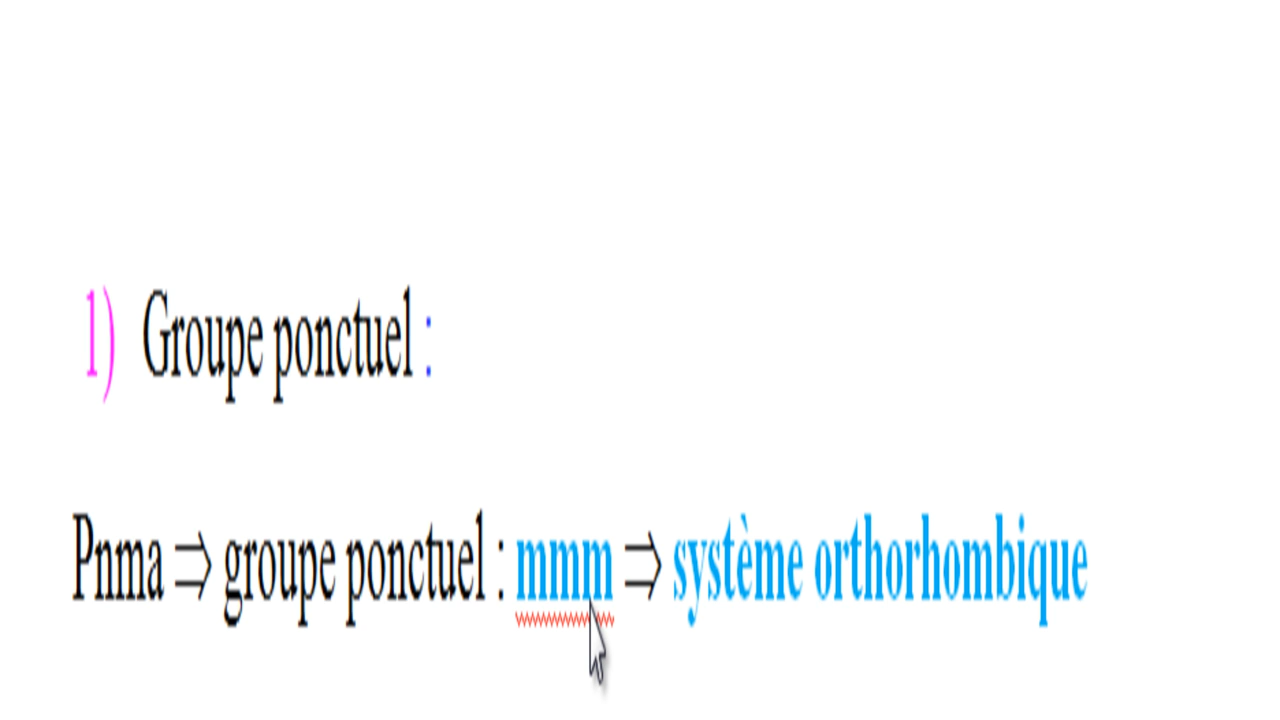 1) Groupe ponctuel :
Pnma ⇒ groupe ponctuel : mmm ⇒ système orthorhombique